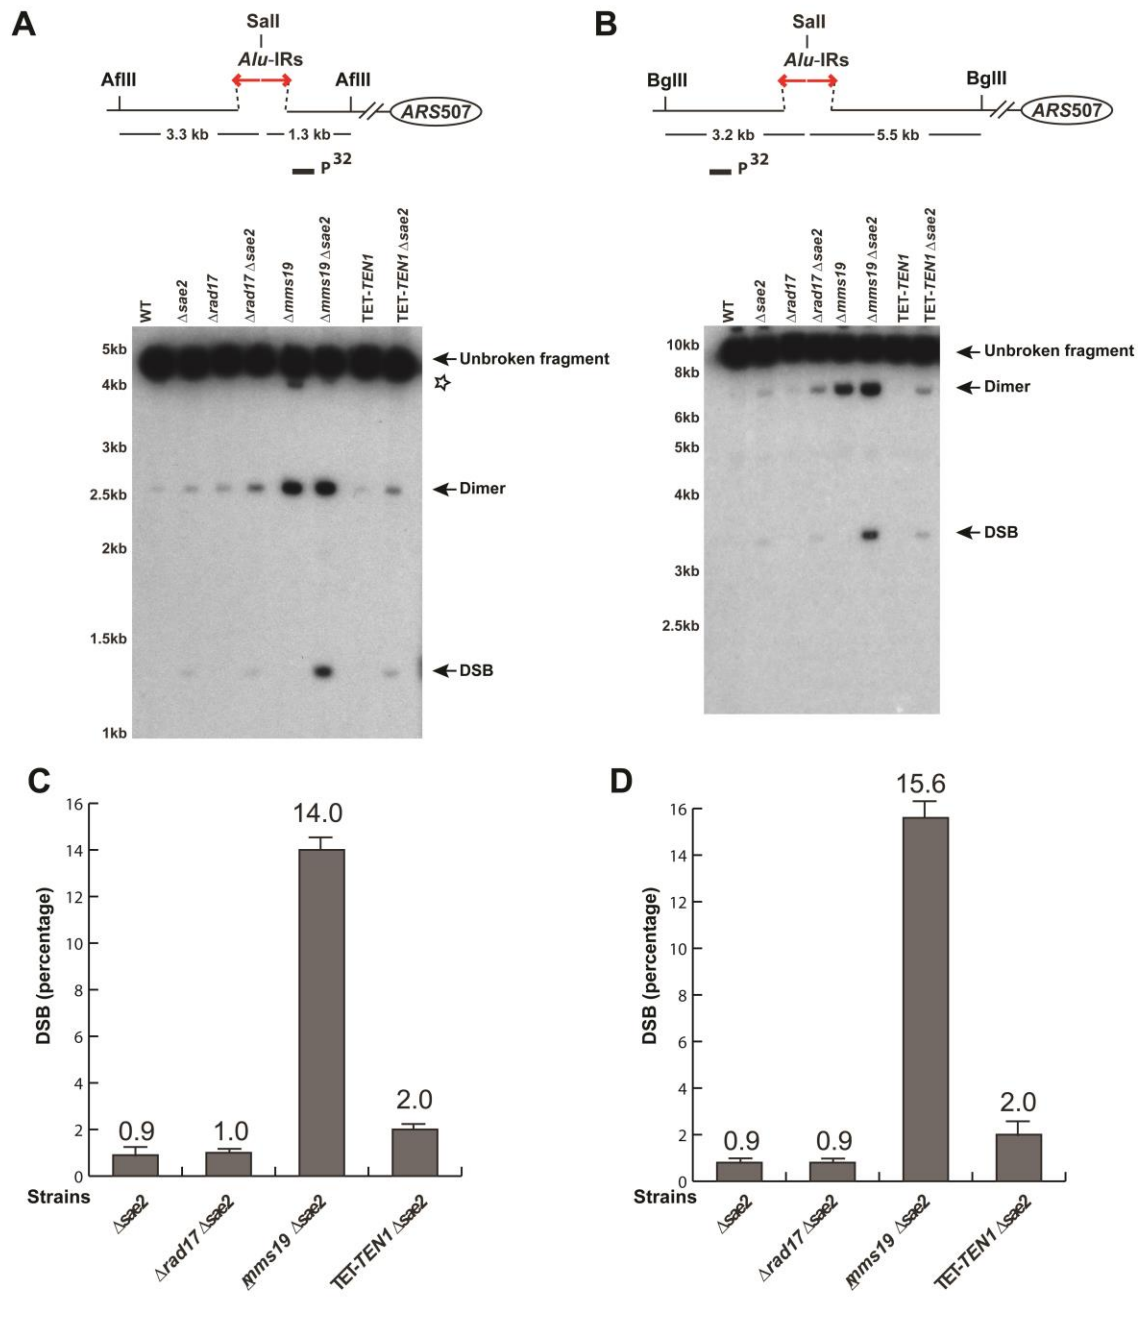 A
SalI
Alu-IRs
AflII
AflII
ARS507
3.3 kb
1.3 kb
P32
WT
Δsae2
Δrad17
Δrad17 Δsae2
Δmms19
Δmms19 Δsae2
TET-TEN1
TET-TEN1 Δsae2
5kb
4kb
3kb
2.5kb
2kb
1.5kb
1kb
Unbroken fragment
Dimer
DSB
B
SalI
Alu-IRs
BglII
BglII
ARS507
3.2 kb
5.5 kb
P32
WT
Δsae2
Δrad17
Δrad17 Δsae2
Δmms19
Δmms19 Δsae2
TET-TEN1
TET-TEN1 Δsae2
10kb
8kb
6kb
5kb
4kb
3kb
2.5kb
Unbroken fragment
Dimer
DSB
C
DSB (percentage)
16
14
12
10
8
6
4
2
0
0.9
1.0
14.0
2.0
Strains
Δsae2
Δrad17 Δsae2
Δmms19 Δsae2
TET-TEN1 Δsae2
D
DSB (percentage)
16
14
12
10
8
6
4
2
0
0.9
0.9
15.6
2.0
Strains
Δsae2
Δrad17 Δsae2
Δmms19 Δsae2
TET-TEN1 Δsae2